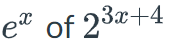 e^x of 2^{3x+4}